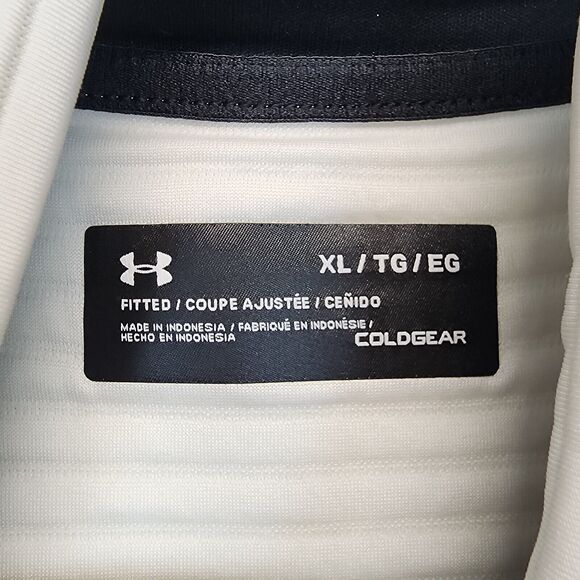 XL / TG / EG
FITTED / COUPE AJUSTÉE / CEÑIDO
MADE IN INDONESIA / FABRIQUÉ EN INDONÉSIE /
HECHO EN INDONESIA
COLDGEAR